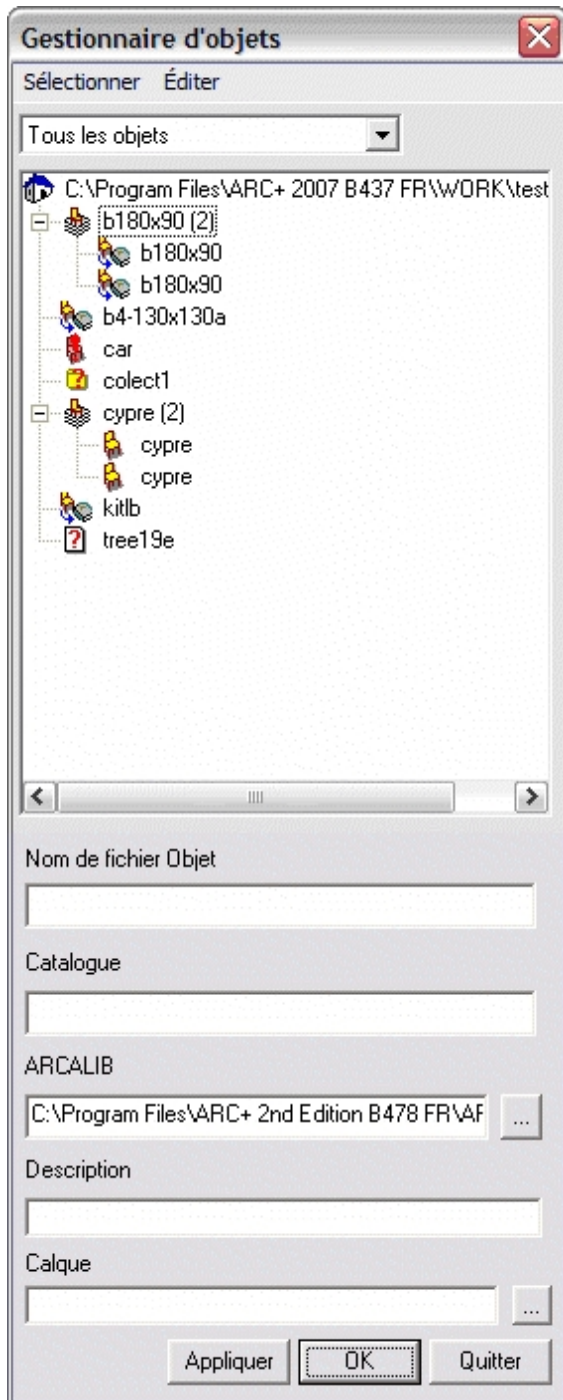 Gestionnaire d'objets
Sélectionner Éditer
Tous les objets
C:\Program Files\ARC+ 2007 B437 FR\WORK\test
b180x90 (2)
b180x90
b180x90
b4-130x130a
car
colect1
cypre (2)
cypre
cypre
kitlb
tree19e
Nom de fichier Objet
Catalogue
ARCALIB
C:\Program Files\ARC+ 2nd Edition B478 FR\AF
...
Description
Calque
...
Appliquer OK Quitter